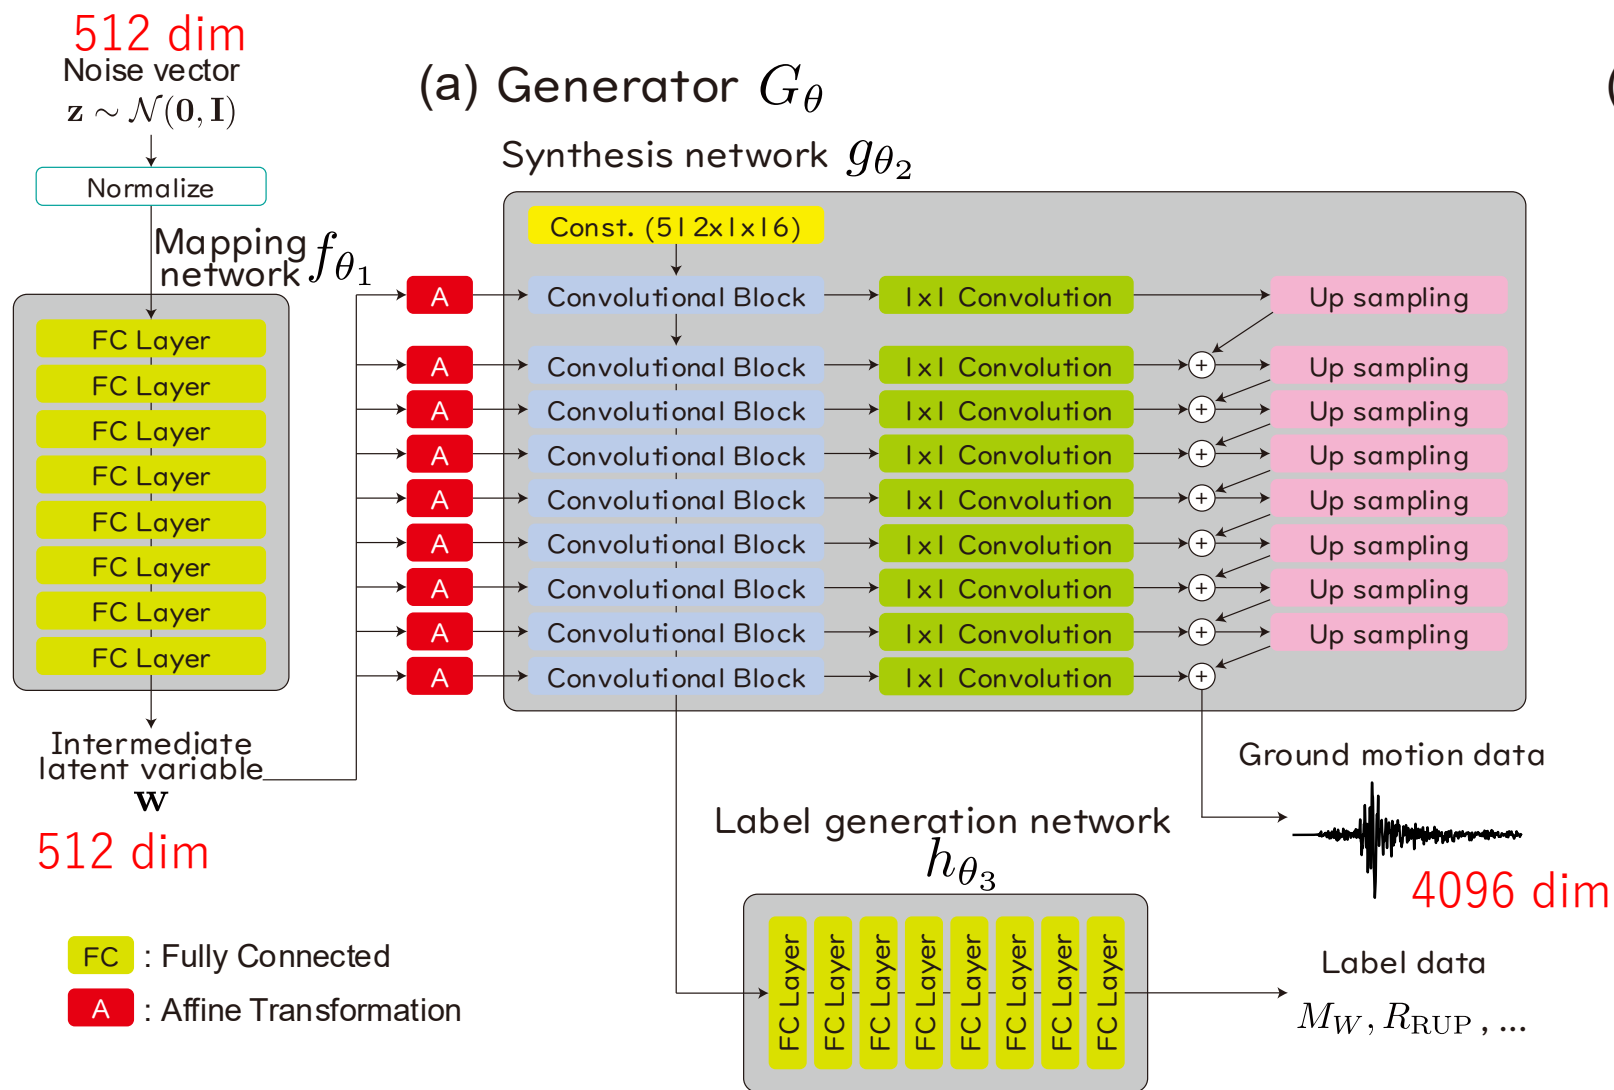 512 dim
Noise vector
z ∼ 𝒩(0, I)
Normalize
Mapping
network f_{θ_1}
FC Layer
FC Layer
FC Layer
FC Layer
FC Layer
FC Layer
FC Layer
FC Layer
Intermediate
latent variable
w
512 dim
FC : Fully Connected
A : Affine Transformation
(a) Generator G_θ
Synthesis network g_{θ_2}
Const. (512x1x16)
A Convolutional Block 1x1 Convolution Up sampling
A Convolutional Block 1x1 Convolution + Up sampling
A Convolutional Block 1x1 Convolution + Up sampling
A Convolutional Block 1x1 Convolution + Up sampling
A Convolutional Block 1x1 Convolution + Up sampling
A Convolutional Block 1x1 Convolution + Up sampling
A Convolutional Block 1x1 Convolution + Up sampling
A Convolutional Block 1x1 Convolution + Up sampling
A Convolutional Block 1x1 Convolution +
Ground motion data
4096 dim
Label generation network
h_{θ_3}
FC Layer
FC Layer
FC Layer
FC Layer
FC Layer
FC Layer
FC Layer
FC Layer
Label data
M_W, R_RUP , ...
(